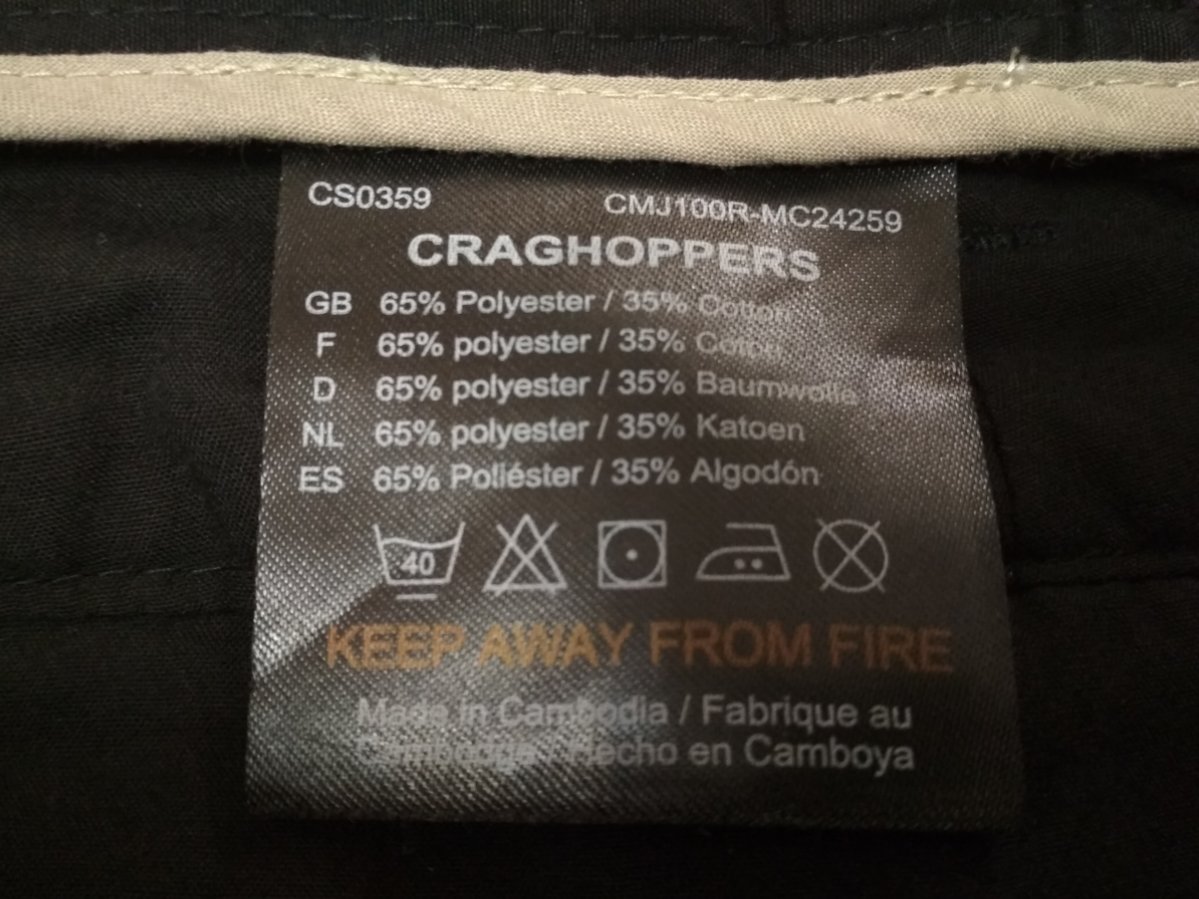 CS0359 CMJ100R-MC24259
CRAGHOPPERS
GB 65% Polyester / 35% Cotton
F 65% polyester / 35% Coton
D 65% polyester / 35% Baumwolle
NL 65% polyester / 35% Katoen
ES 65% Poliéster / 35% Algodón
40
KEEP AWAY FROM FIRE
Made in Cambodia / Fabrique au
Cambodge / Hecho en Camboya